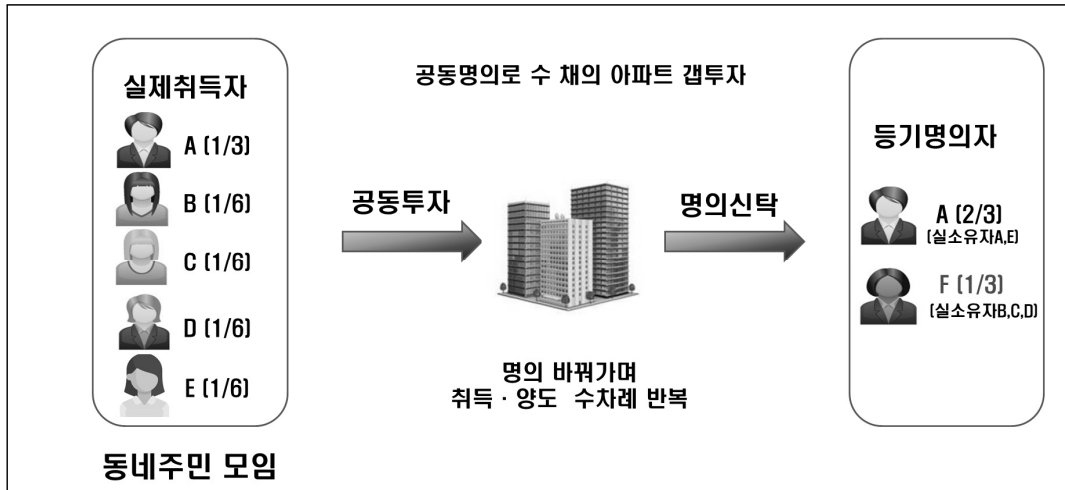 실제취득자
A (1/3)
B (1/6)
C (1/6)
D (1/6)
E (1/6)
동네주민 모임
공동명의로 수 채의 아파트 갭투자
공동투자
명의신탁
명의 바꿔가며
취득·양도 수차례 반복
등기명의자
A (2/3)
(실소유자A,E)
F (1/3)
(실소유자B,C,D)